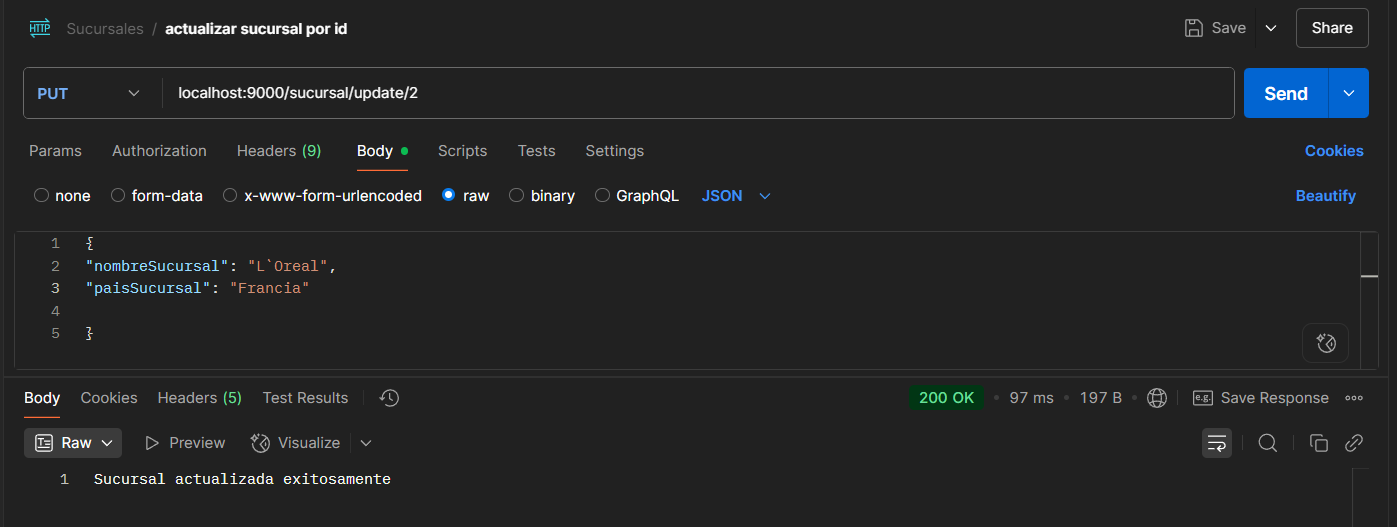 HTTP Sucursales / actualizar sucursal por id Save Share
PUT localhost:9000/sucursal/update/2 Send
Params Authorization Headers (9) Body Scripts Tests Settings Cookies
none form-data x-www-form-urlencoded raw binary GraphQL JSON Beautify
1 {
2 "nombreSucursal": "L`Oreal",
3 "paisSucursal": "Francia"
4
5 }
Body Cookies Headers (5) Test Results 200 OK • 97 ms • 197 B • e.g. Save Response
Raw Preview Visualize
1 Sucursal actualizada exitosamente